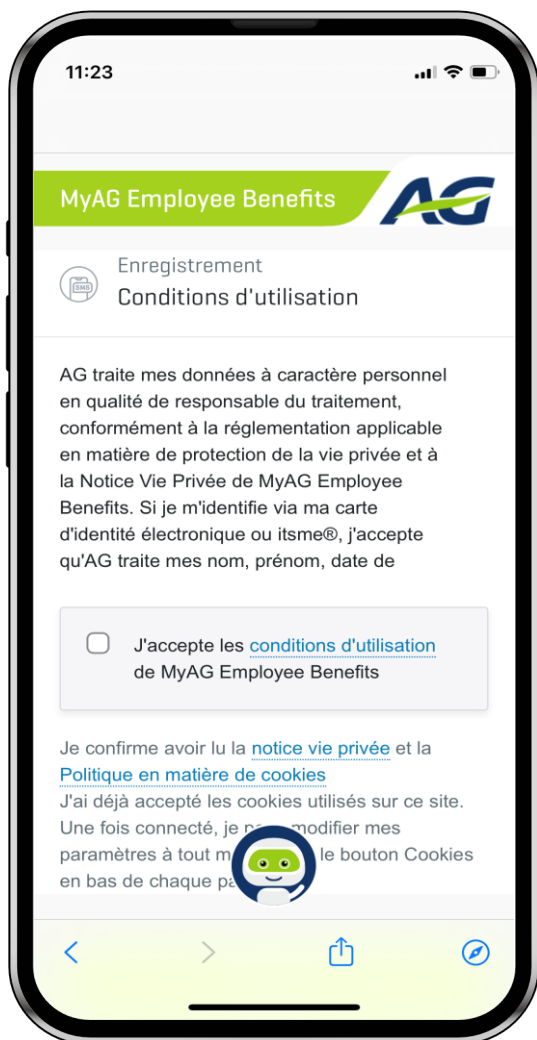 11:23
MyAG Employee Benefits
AG
SMS
Enregistrement
Conditions d'utilisation
AG traite mes données à caractère personnel
en qualité de responsable du traitement,
conformément à la réglementation applicable
en matière de protection de la vie privée et à
la Notice Vie Privée de MyAG Employee
Benefits. Si je m'identifie via ma carte
d'identité électronique ou itsme®, j'accepte
qu'AG traite mes nom, prénom, date de
J'accepte les conditions d'utilisation
de MyAG Employee Benefits
Je confirme avoir lu la notice vie privée et la
Politique en matière de cookies
J'ai déjà accepté les cookies utilisés sur ce site.
Une fois connecté, je modifier mes
paramètres à tout le bouton Cookies
en bas de chaque